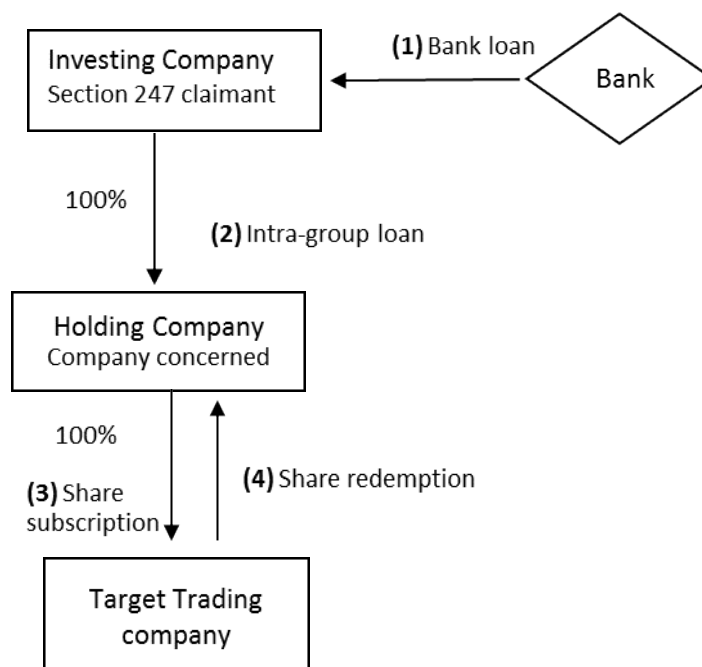 (1) Bank loan
Investing Company
Section 247 claimant
Bank
100%
(2) Intra-group loan
Holding Company
Company concerned
100%
(4) Share redemption
(3) Share
subscription
Target Trading
company